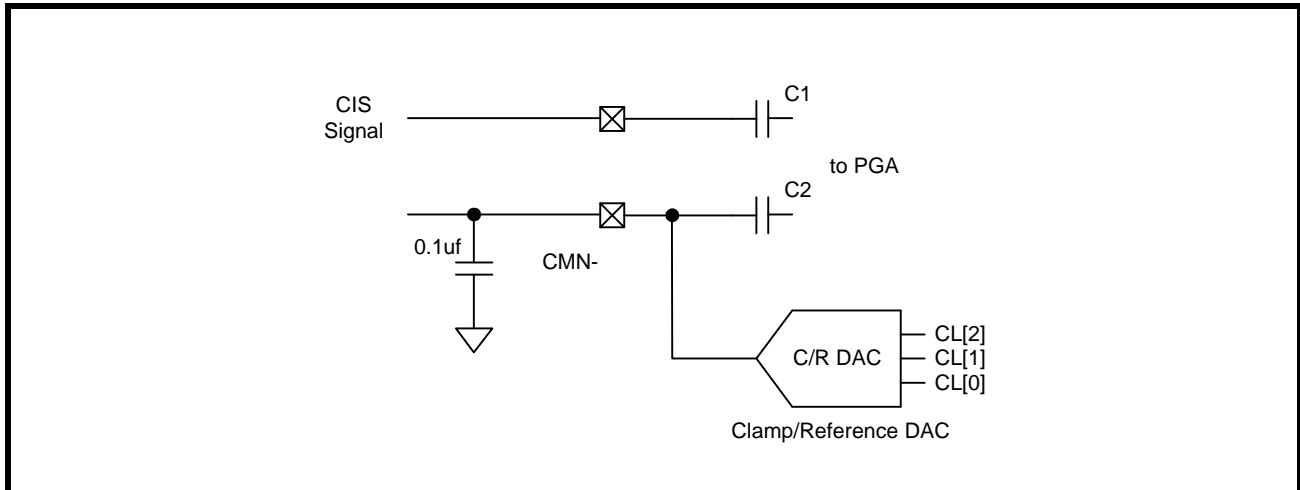 CIS
Signal
C1
to PGA
C2
0.1uf
CMN-
C/R DAC
CL[2]
CL[1]
CL[0]
Clamp/Reference DAC